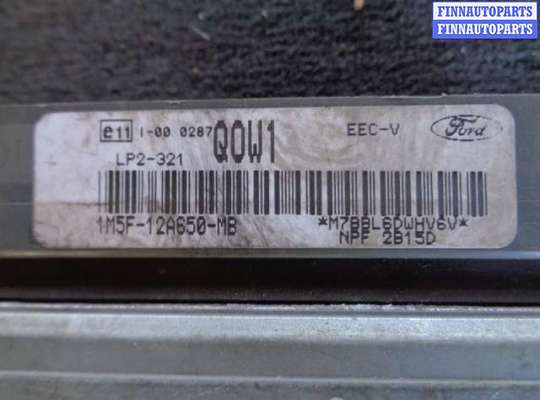 FINNAUTOPARTS
FINNAUTOPARTS
e11 I-00 0287 QOW1 EEC-V Ford
LP2-321
1M5F-12A650-MB *M7BBL6DWHV6V*
NPF 2B15D